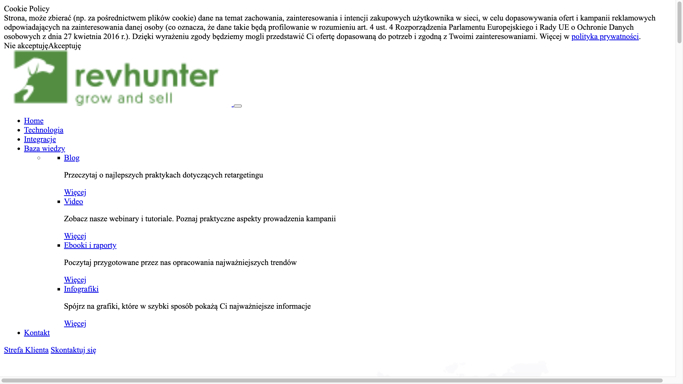 Cookie Policy
Strona, może zbierać (np. za pośrednictwem plików cookie) dane na temat zachowania, zainteresowania i intencji zakupowych użytkownika w sieci, w celu dopasowywania ofert i kampanii reklamowych
odpowiadających na zainteresowania danej osoby (co oznacza, że dane takie będą profilowanie w rozumieniu art. 4 ust. 4 Rozporządzenia Parlamentu Europejskiego i Rady UE o Ochronie Danych
osobowych z dnia 27 kwietnia 2016 r.). Dzięki wyrażeniu zgody będziemy mogli przedstawić Ci ofertę dopasowaną do potrzeb i zgodną z Twoimi zainteresowaniami. Więcej w polityka prywatności.
Nie akceptujęAkceptuję
revhunter
grow and sell
Home
Technologia
Integracje
Baza wiedzy
Blog
Przeczytaj o najlepszych praktykach dotyczących retargetingu
Więcej
Video
Zobacz nasze webinary i tutoriale. Poznaj praktyczne aspekty prowadzenia kampanii
Więcej
Ebooki i raporty
Poczytaj przygotowane przez nas opracowania najważniejszych trendów
Więcej
Infografiki
Spójrz na grafiki, które w szybki sposób pokażą Ci najważniejsze informacje
Więcej
Kontakt
Strefa Klienta Skontaktuj się